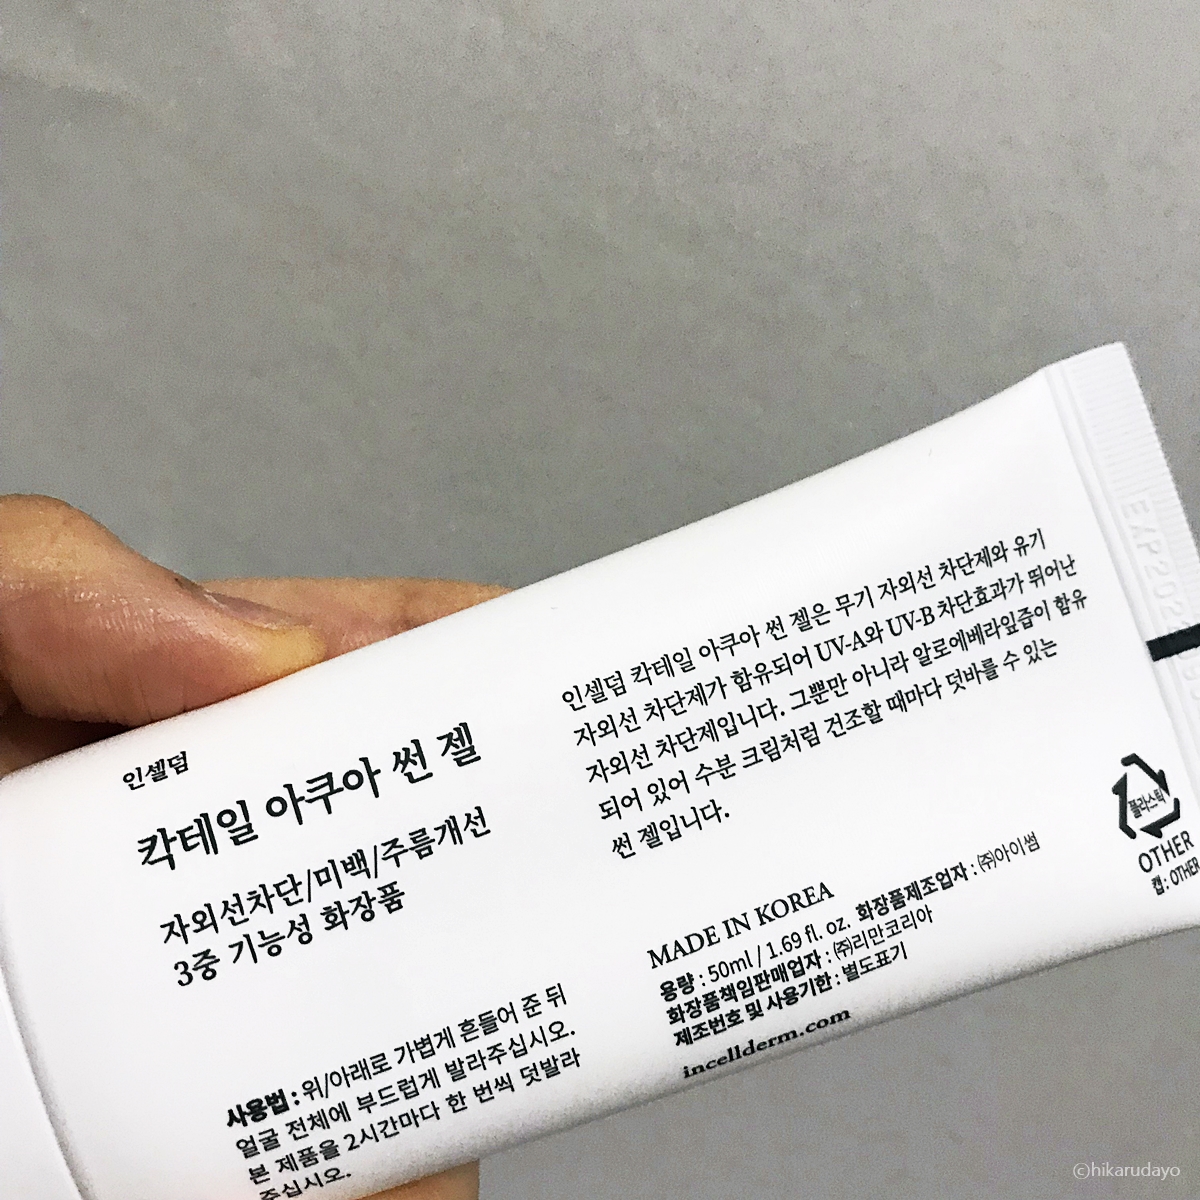 인셀덤
칵테일 아쿠아 썬 젤
자외선차단/미백/주름개선
3중 기능성 화장품
사용법 : 위/아래로 가볍게 흔들어 준 뒤
얼굴 전체에 부드럽게 발라주십시오.
본 제품을 2시간마다 한 번씩 덧발라
주십시오.
인셀덤 칵테일 아쿠아 썬 젤은 무기 자외선 차단제와 유기
자외선 차단제가 함유되어 UV-A와 UV-B 차단효과가 뛰어난
자외선 차단제입니다. 그뿐만 아니라 알로에베라잎즙이 함유
되어 있어 수분 크림처럼 건조할 때마다 덧바를 수 있는
썬 젤입니다.
MADE IN KOREA
용량 : 50ml / 1.69 fl. oz. 화장품제조업자 : ㈜아이썸
화장품책임판매업자 : ㈜리만코리아
제조번호 및 사용기한 : 별도표기
incellderm.com
플라스틱
OTHER
캡 : OTHER
©hikarudayo